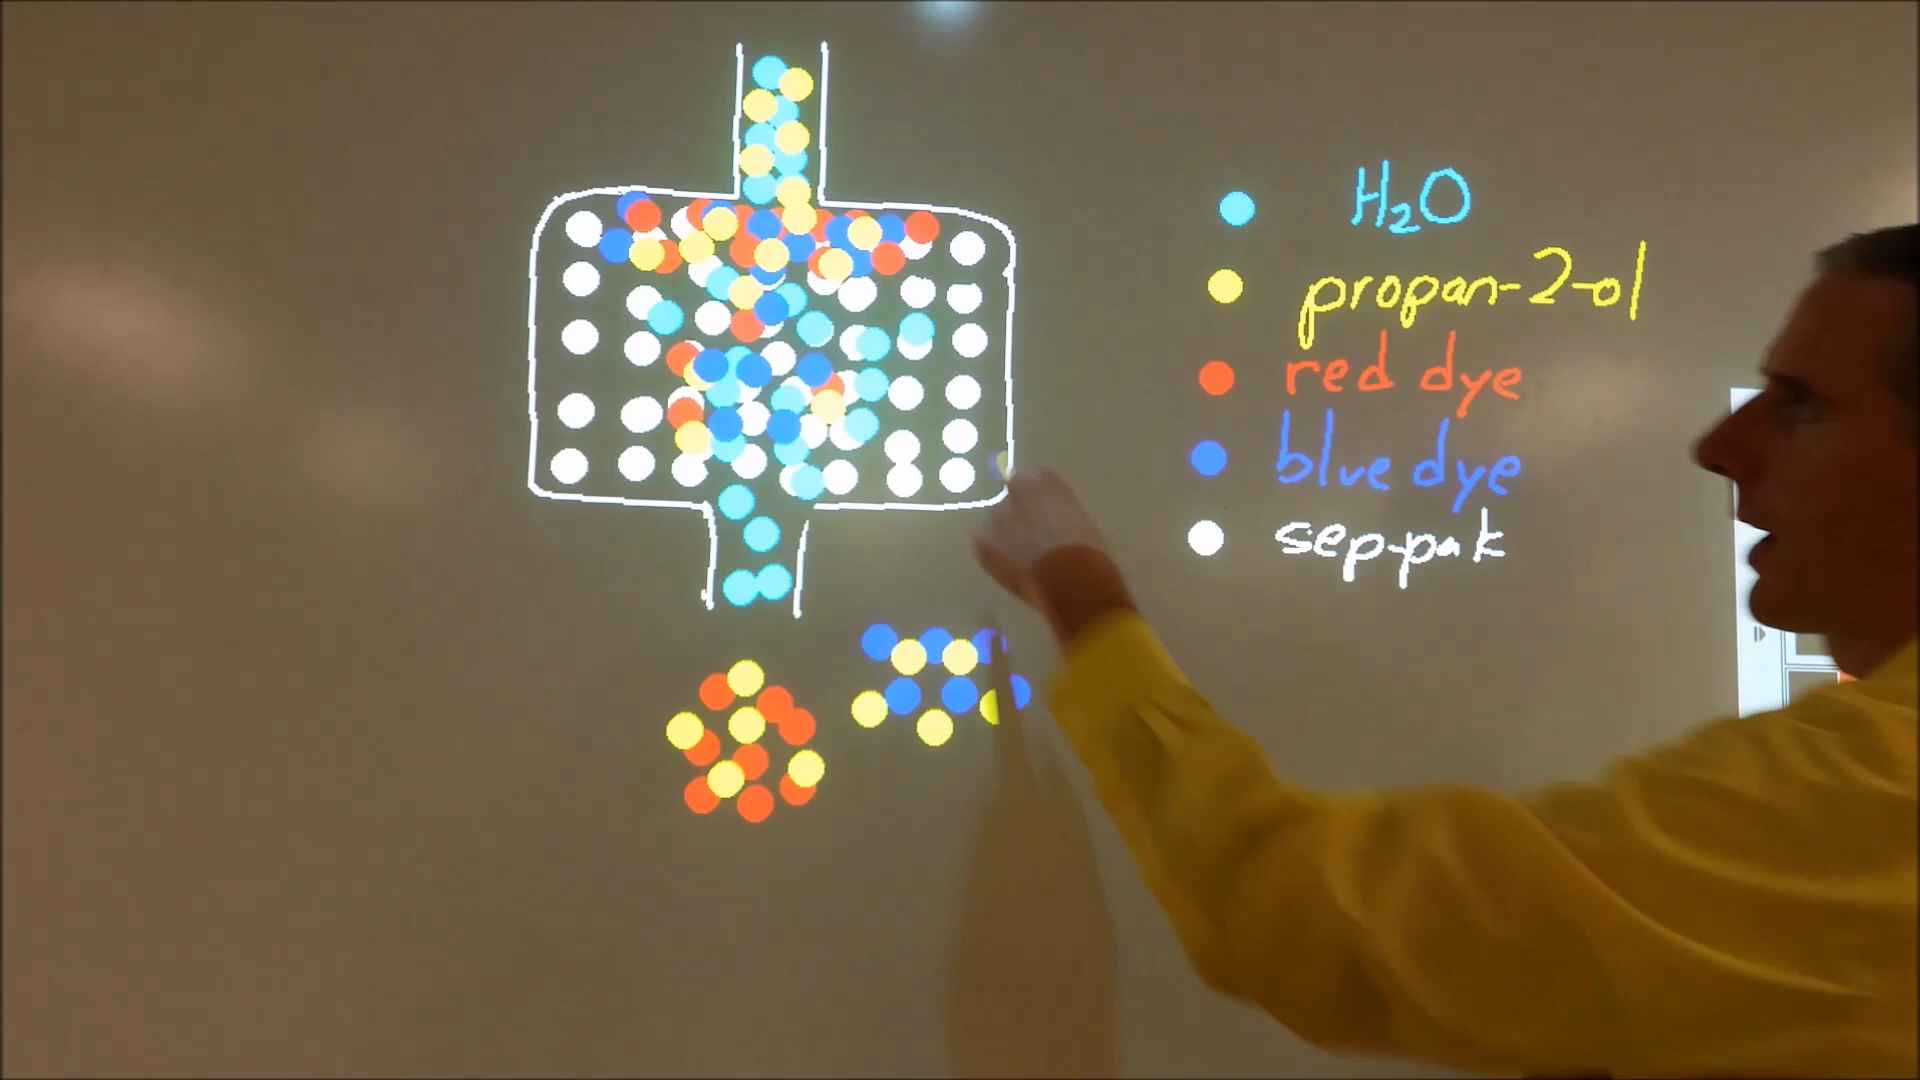 H₂O
propan-2-ol
red dye
blue dye
sep-pak